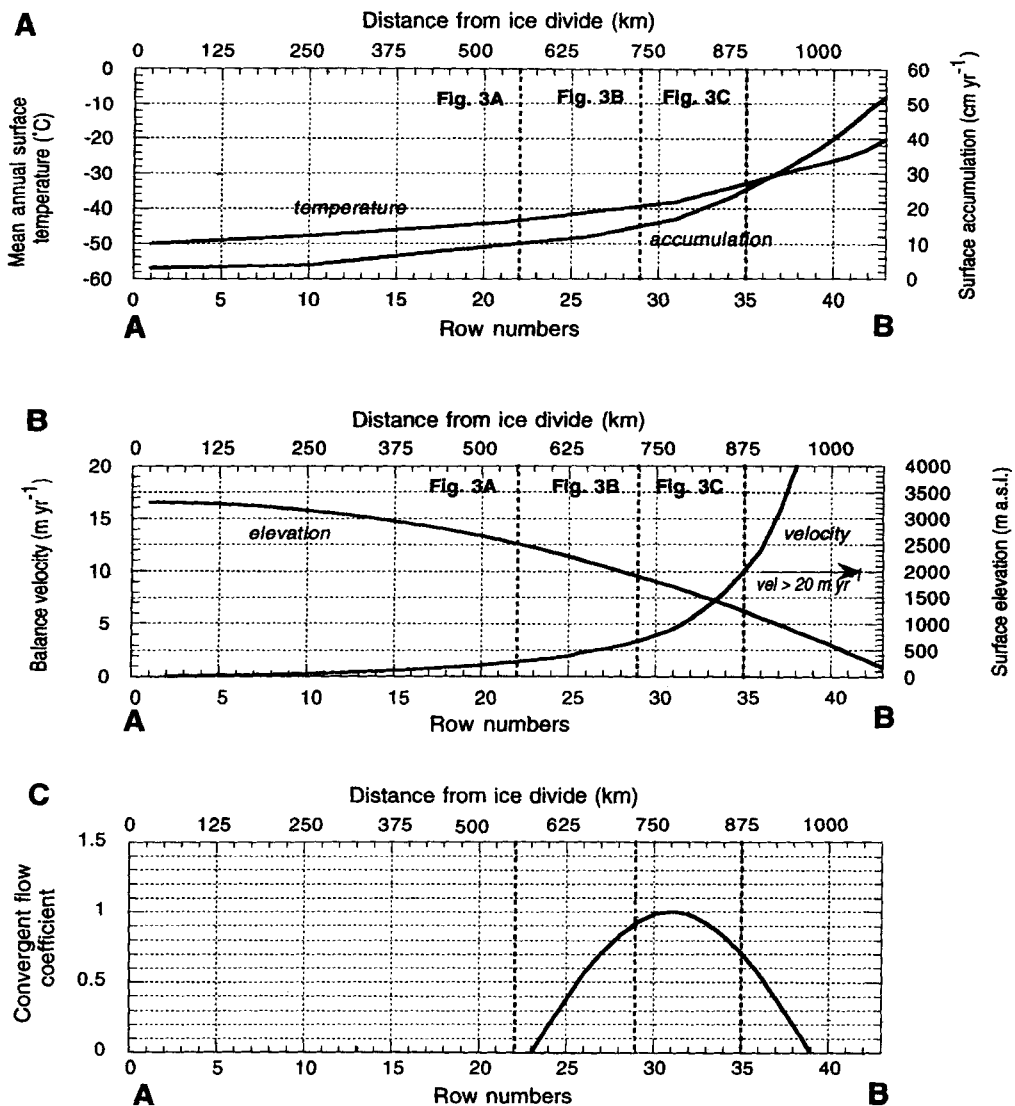 A
Distance from ice divide (km)
0 125 250 375 500 625 750 895 1000
Mean annual surface
temperature (˚C)
0
-10
-20
-30
-40
-50
-60
Fig. 3A Fig. 3B Fig. 3C
temperature
accumulation
60
50
40
30
20
10
0
Surface accumulation (cm yr-1)
0 5 10 15 20 25 30 35 40
A Row numbers B
B
Distance from ice divide (km)
0 125 250 375 500 625 750 875 1000
Balance velocity (m yr-1)
20
15
10
5
0
Fig. 3A Fig. 3B Fig. 3C
elevation
velocity
vel > 20 m yr-1
4000
3500
3000
2500
2000
1500
1000
500
0
Surface elevation (m a.s.l.)
0 5 10 15 20 25 30 35 40
A Row numbers B
C
Distance from ice divide (km)
0 125 250 375 500 625 750 875 1000
Convergent flow
coefficient
1.5
1
0.5
0
0 5 10 15 20 25 30 35 40
A Row numbers B